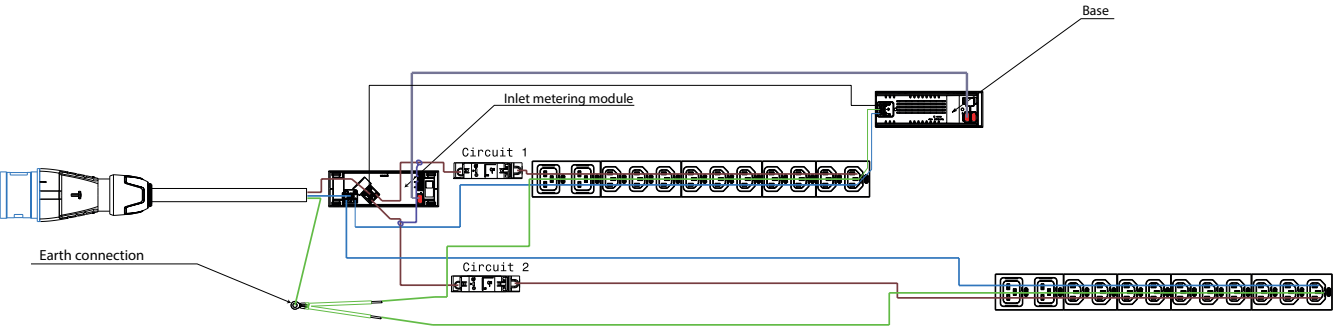 Base
Inlet metering module
Circuit 1
Earth connection
Circuit 2